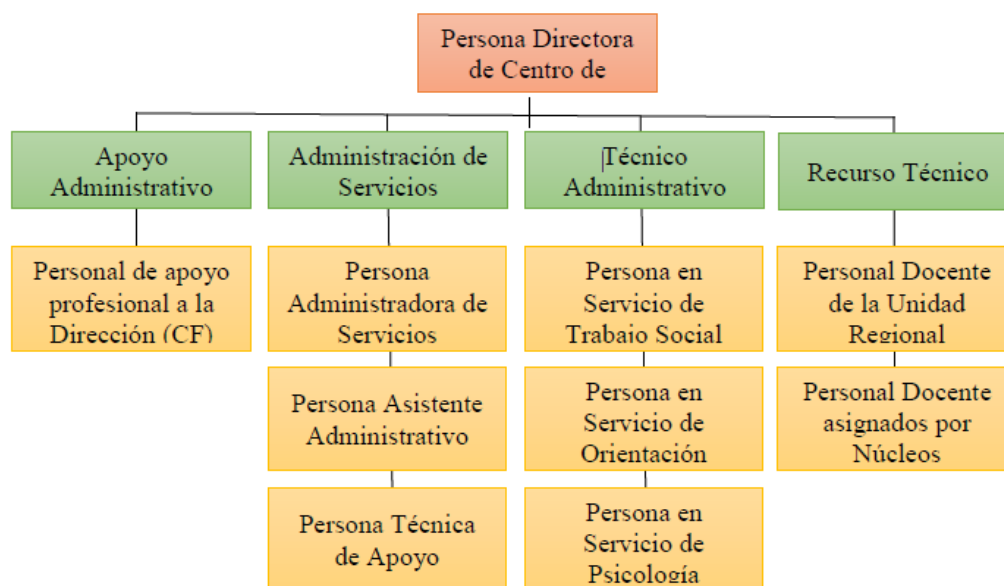 Persona Directora
de Centro de
Apoyo
Administrativo
Administración de
Servicios
Técnico
Administrativo
Recurso Técnico
Personal de apoyo
profesional a la
Dirección (CF)
Persona
Administradora de
Servicios
Persona en
Servicio de
Trabajo Social
Personal Docente
de la Unidad
Regional
Persona Asistente
Administrativo
Persona en
Servicio de
Orientación
Personal Docente
asignados por
Núcleos
Persona Técnica
de Apoyo
Persona en
Servicio de
Psicología